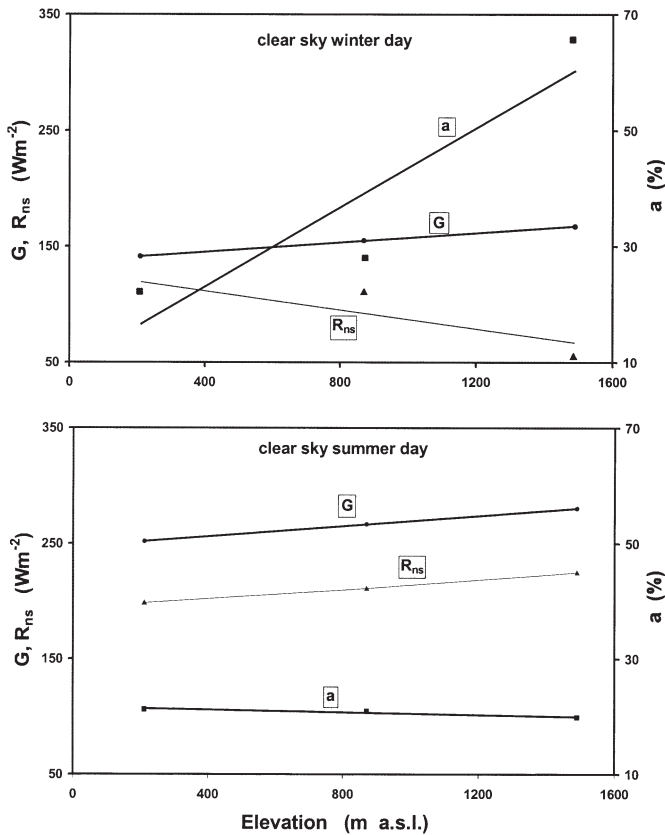 clear sky winter day
G, Rns (Wm-2)
350
250
150
50
70
50
30
10
a (%)
a
G
Rns
0 400 800 1200 1600
clear sky summer day
G, Rns (Wm-2)
350
250
150
50
70
50
30
10
a (%)
G
Rns
a
0 400 800 1200 1600
Elevation (m a.s.l.)